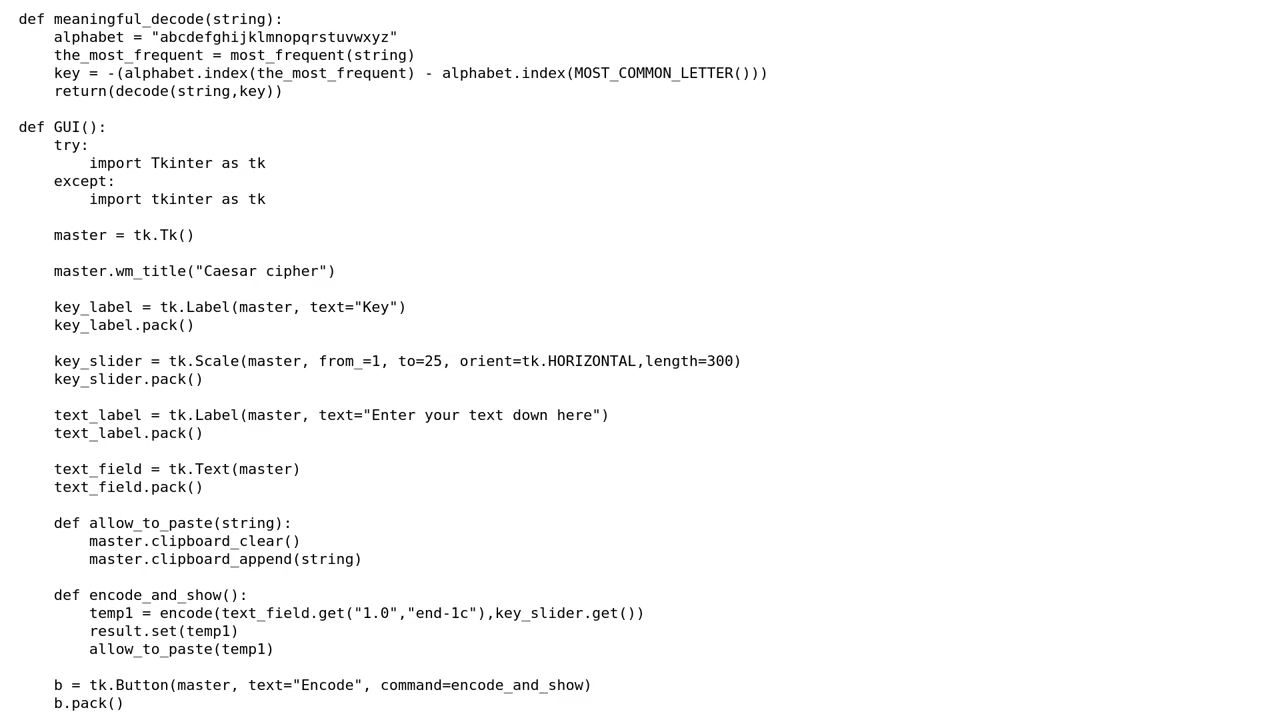 def meaningful_decode(string):
    alphabet = "abcdefghijklmnopqrstuvwxyz"
    the_most_frequent = most_frequent(string)
    key = -(alphabet.index(the_most_frequent) - alphabet.index(MOST_COMMON_LETTER()))
    return(decode(string,key))

def GUI():
    try:
        import Tkinter as tk
    except:
        import tkinter as tk

    master = tk.Tk()

    master.wm_title("Caesar cipher")

    key_label = tk.Label(master, text="Key")
    key_label.pack()

    key_slider = tk.Scale(master, from_=1, to=25, orient=tk.HORIZONTAL,length=300)
    key_slider.pack()

    text_label = tk.Label(master, text="Enter your text down here")
    text_label.pack()

    text_field = tk.Text(master)
    text_field.pack()

    def allow_to_paste(string):
        master.clipboard_clear()
        master.clipboard_append(string)

    def encode_and_show():
        temp1 = encode(text_field.get("1.0","end-1c"),key_slider.get())
        result.set(temp1)
        allow_to_paste(temp1)

    b = tk.Button(master, text="Encode", command=encode_and_show)
    b.pack()